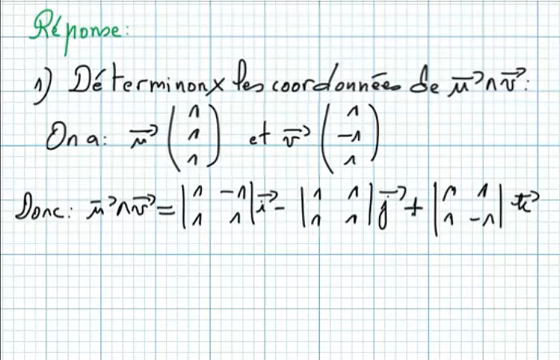 Réponse:
1) Déterminonx les coordonnées de u⃗∧v⃗:
On a: u⃗ (1 1 1) et v⃗ (1 -1 1)
Donc: u⃗∧v⃗ = |1 -1; 1 1| i⃗ - |1 1; 1 1| j⃗ + |1 1; 1 -1| k⃗